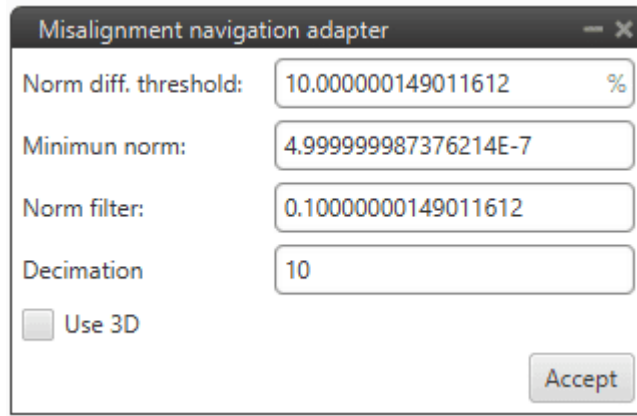 Misalignment navigation adapter
Norm diff. threshold: 10.000000149011612 %
Minimun norm: 4.999999987376214E-7
Norm filter: 0.10000000149011612
Decimation 10
Use 3D
Accept